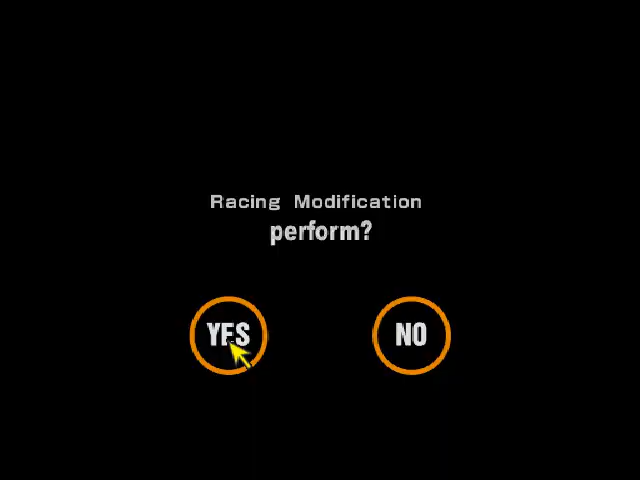 Racing Modification
perform?
YES NO